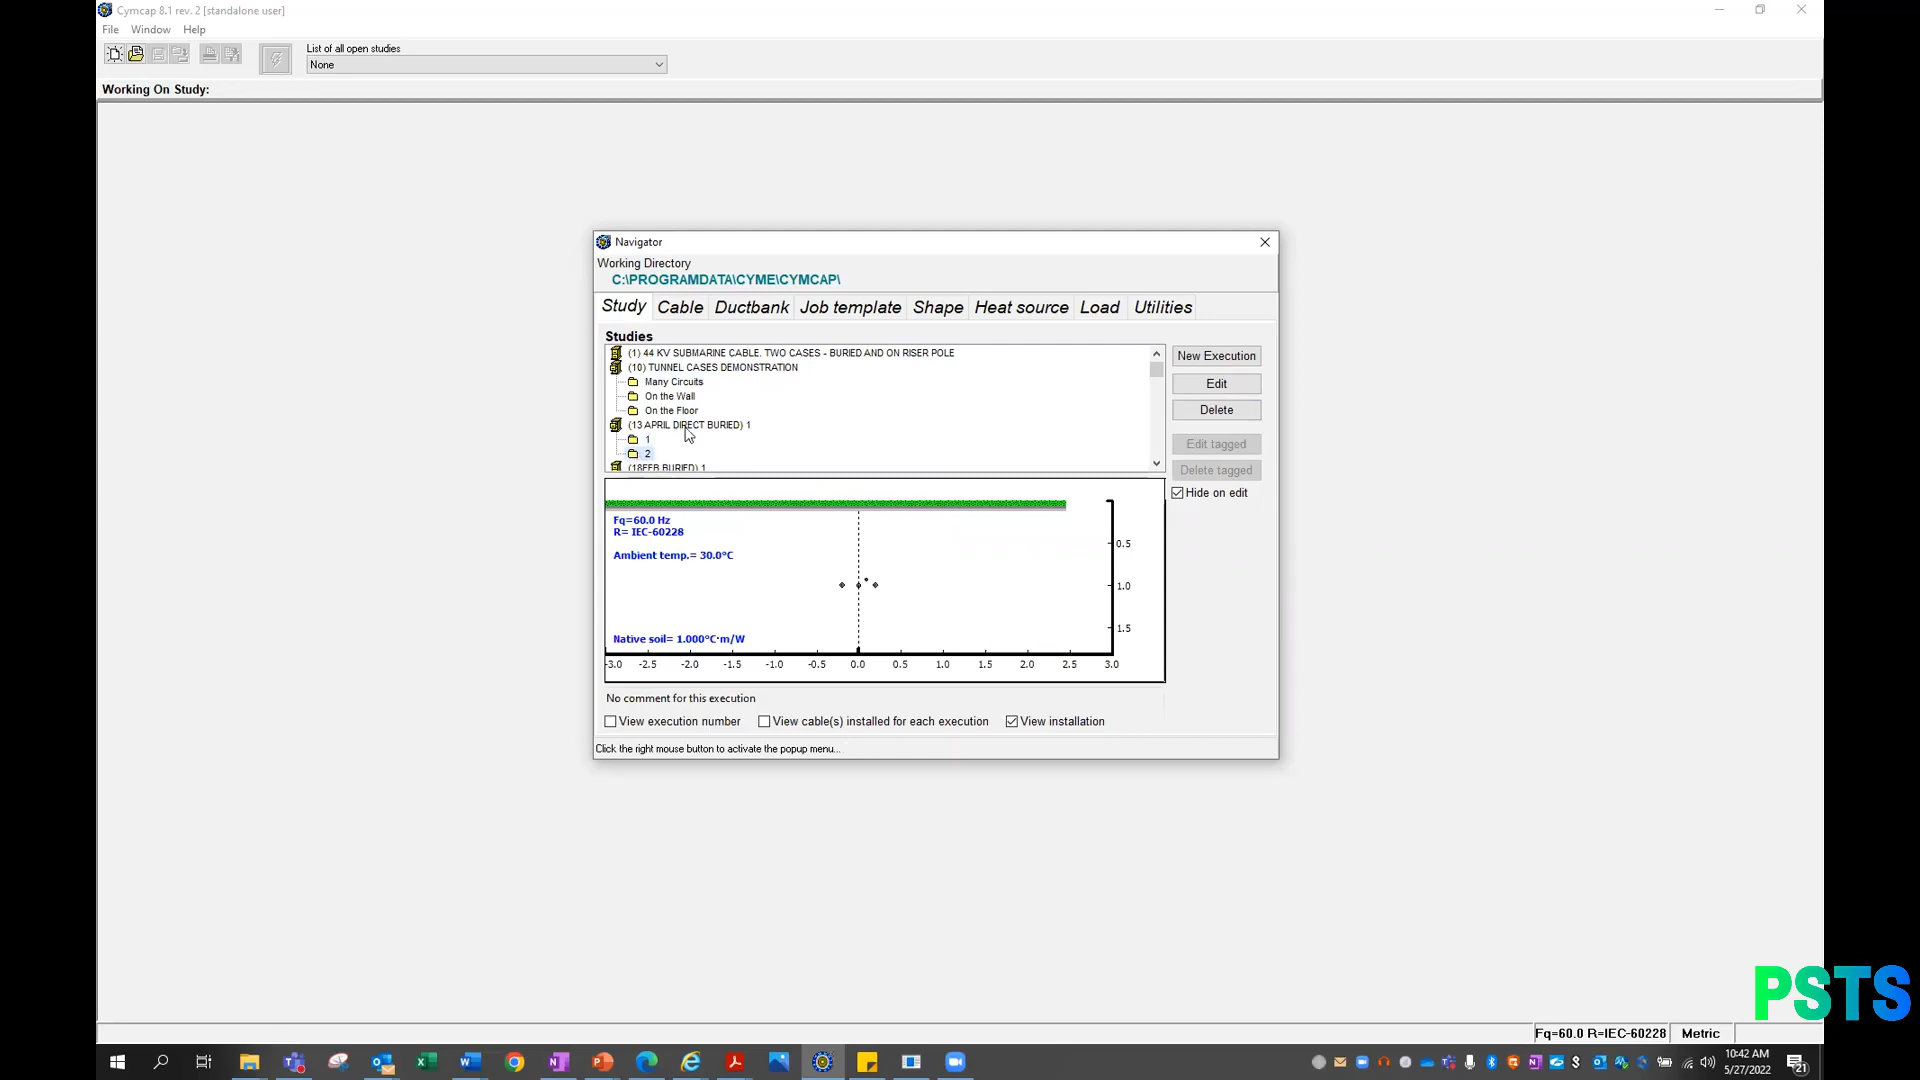 Cymcap 8.1 rev. 2 [standalone user]
File Window Help
List of all open studies
None
Working On Study:
Navigator
Working Directory
C:\PROGRAMDATA\CYME\CYMCAP\
Study Cable Ductbank Job template Shape Heat source Load Utilities
Studies
(1) 44 KV SUBMARINE CABLE. TWO CASES - BURIED AND ON RISER POLE
(10) TUNNEL CASES DEMONSTRATION
Many Circuits
On the Wall
On the Floor
(13 APRIL DIRECT BURIED) 1
1
2
(18FEB BURIED) 1
New Execution
Edit
Delete
Edit tagged
Delete tagged
Hide on edit
Fq=60.0 Hz
R= IEC-60228
Ambient temp.= 30.0°C
Native soil= 1.000°C·m/W
0.5
1.0
1.5
-3.0 -2.5 -2.0 -1.5 -1.0 -0.5 0.0 0.5 1.0 1.5 2.0 2.5 3.0
No comment for this execution
View execution number View cable(s) installed for each execution View installation
Click the right mouse button to activate the popup menu...
PSTS
Fq=60.0 R=IEC-60228 Metric
10:42 AM
5/27/2022
21